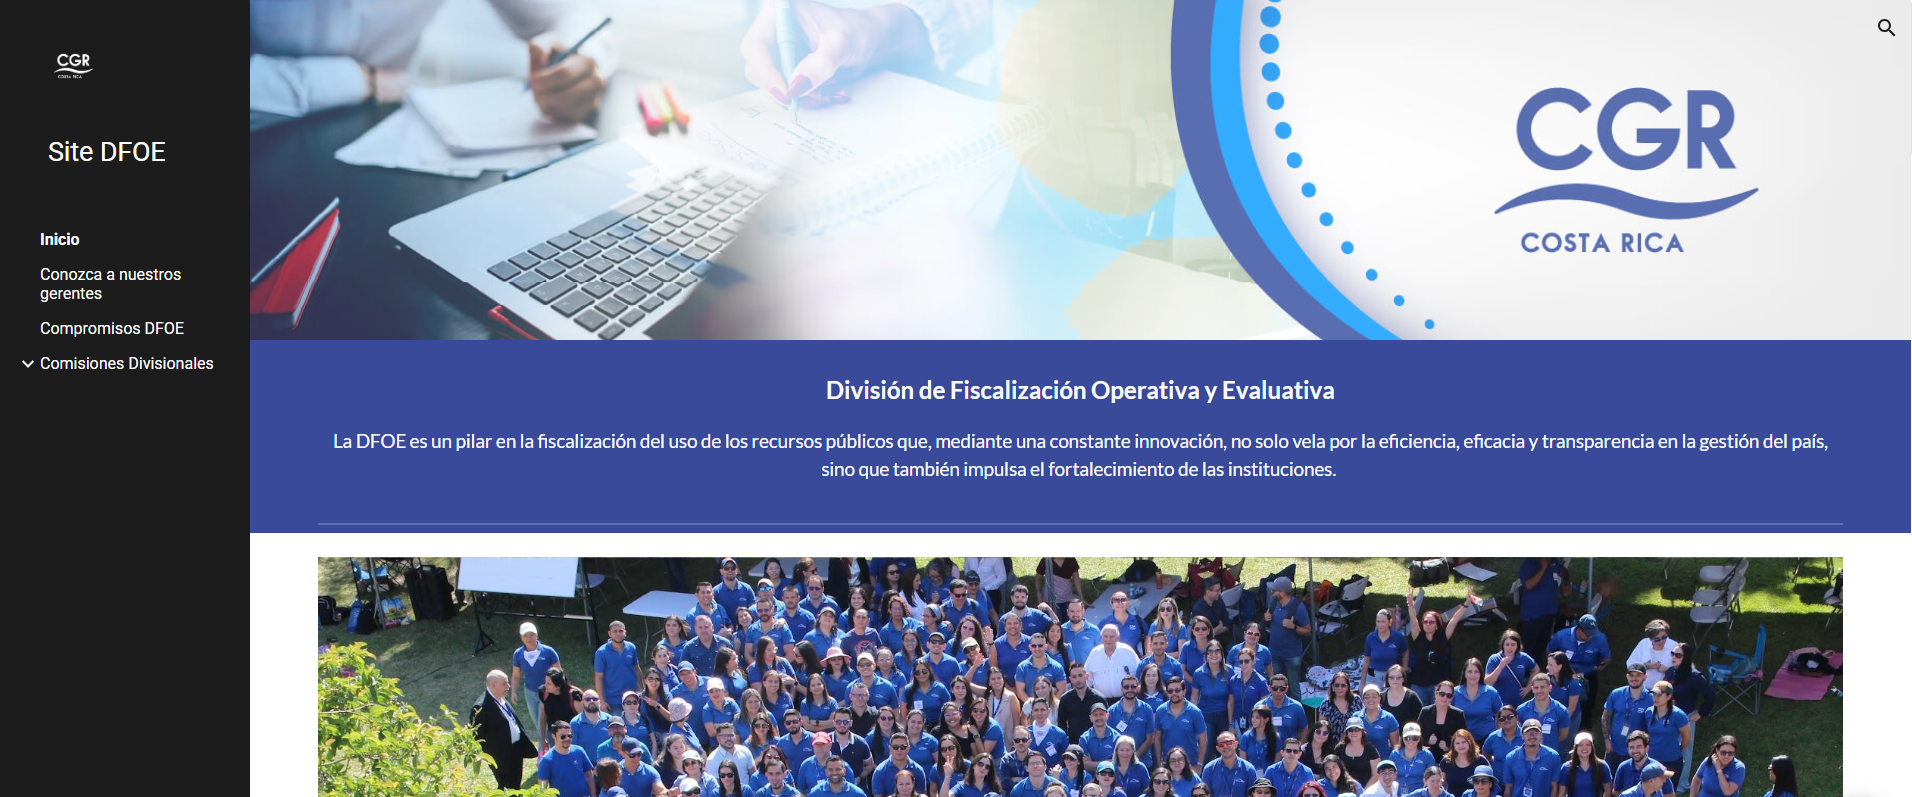 CGR
COSTA RICA
Site DFOE
Inicio
Conozca a nuestros
gerentes
Compromisos DFOE
Comisiones Divisionales
CGR
COSTA RICA
División de Fiscalización Operativa y Evaluativa
La DFOE es un pilar en la fiscalización del uso de los recursos públicos que, mediante una constante innovación, no solo vela por la eficiencia, eficacia y transparencia en la gestión del país,
sino que también impulsa el fortalecimiento de las instituciones.